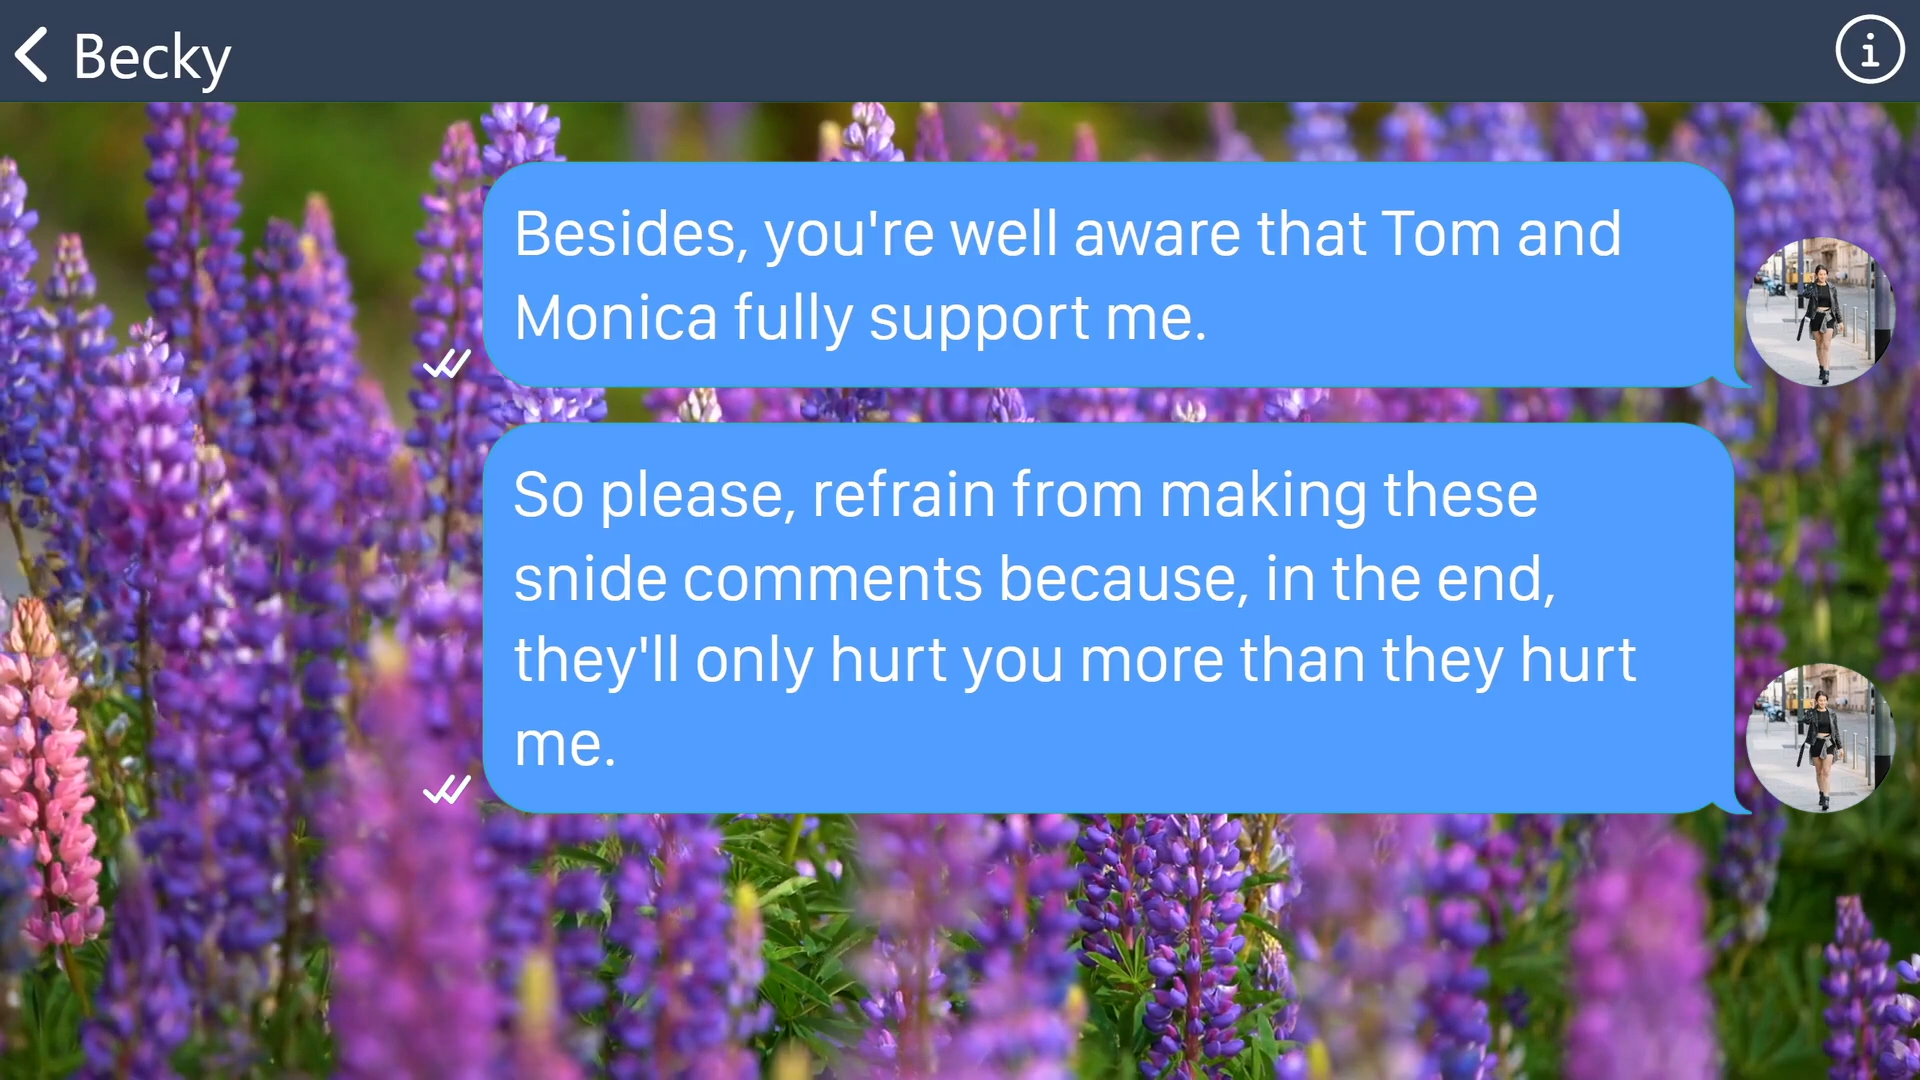 Becky
Besides, you're well aware that Tom and
Monica fully support me.
So please, refrain from making these
snide comments because, in the end,
they'll only hurt you more than they hurt
me.